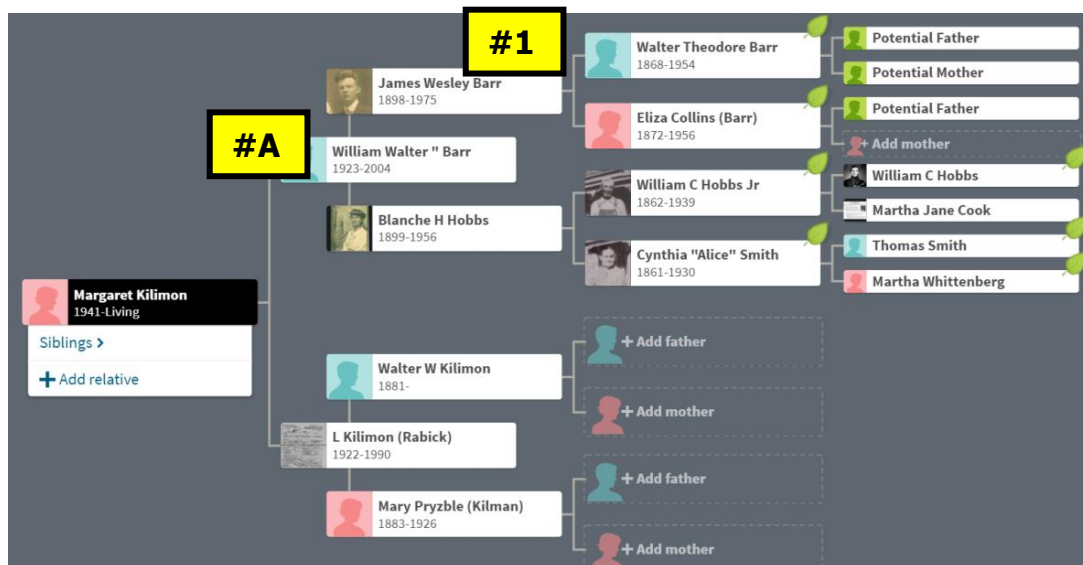 #1
Walter Theodore Barr
1868-1954
Potential Father
Potential Mother
James Wesley Barr
1898-1975
Eliza Collins (Barr)
1872-1956
Potential Father
+ Add mother
#A
William Walter " Barr
1923-2004
William C Hobbs Jr
1862-1939
William C Hobbs
Martha Jane Cook
Blanche H Hobbs
1899-1956
Cynthia "Alice" Smith
1861-1930
Thomas Smith
Martha Whittenberg
Margaret Kilimon
1941-Living
Siblings >
+ Add relative
Walter W Kilimon
1881-
+ Add father
+ Add mother
L Kilimon (Rabick)
1922-1990
Mary Pryzble (Kilman)
1883-1926
+ Add father
+ Add mother